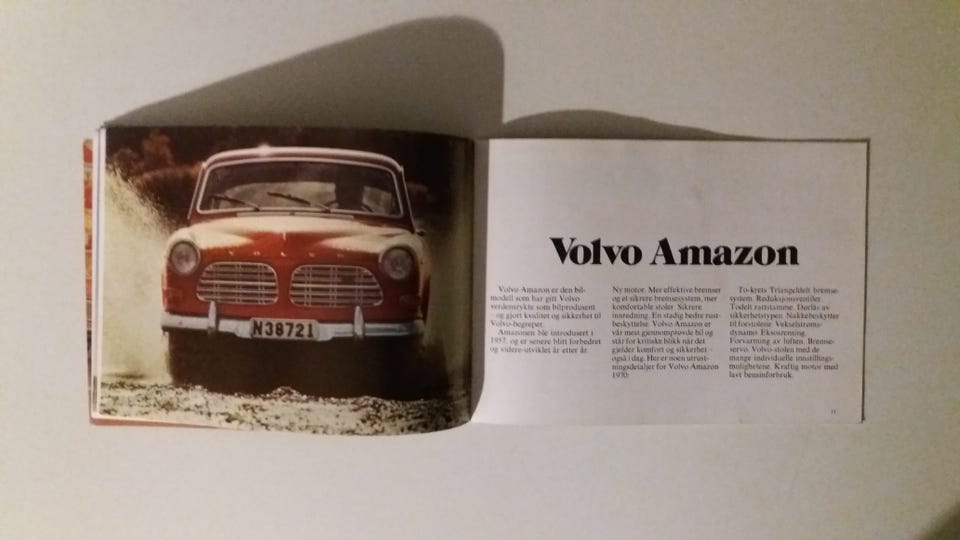 VOLVO
N38721
Volvo Amazon
Volvo Amazon er den bil-
modell som har gitt Volvo
verdensrykte som bilprodusent
– og gjort kvalitet og sikkerhet til
Volvo-begreper.
Amazonen ble introdusert i
1957, og er senere blitt forbedret
og videre-utviklet år etter år.
Ny motor. Mer effektive bremser
og et sikrere bremsesystem, mer
komfortable stoler. Sikrere
innredning. En stadig bedre rust-
beskyttelse. Volvo Amazon er
vår mest gjennomprøvde bil og
står for kritiske blikk når det
gjelder komfort og sikkerhet –
også i dag. Her er noen utrust-
ningsdetaljer for Volvo Amazon
1970:
To-krets Triangeldelt bremse-
system. Reduksjonsventiler
Todelt rattstamme. Dørlås av
sikkerhetstypen. Nakkebeskytter
til forstolene. Vekselstrøms-
dynamo. Eksosrensing.
Forvarming av luften. Bremse-
servo. Volvo-stolen med de
mange individuelle innstillings-
mulighetene. Kraftig motor med
lavt bensinforbruk.